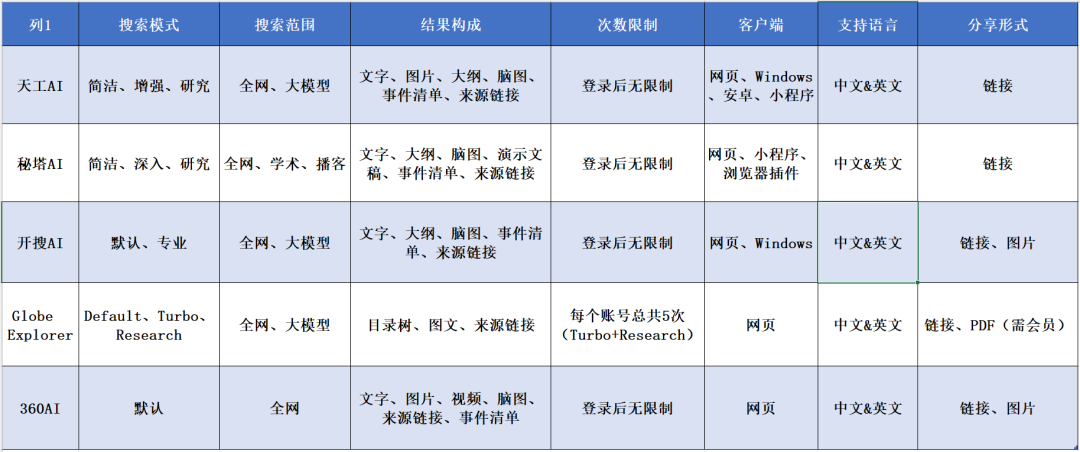 列1 搜索模式 搜索范围 结果构成 次数限制 客户端 支持语言 分享形式
天工AI 简洁、增强、研究 全网、大模型 文字、图片、大纲、脑图、
事件清单、来源链接 登录后无限制 网页、Windows
、安卓、小程序 中文&英文 链接
秘塔AI 简洁、深入、研究 全网、学术、播客 文字、大纲、脑图、演示文
稿、事件清单、来源链接 登录后无限制 网页、小程序、
浏览器插件 中文&英文 链接
开搜AI 默认、专业 全网、大模型 文字、大纲、脑图、事件清
单、来源链接 登录后无限制 网页、Windows 中文&英文 链接、图片
Globe
Explorer Default、Turbo、
Research 全网、大模型 目录树、图文、来源链接 每个账号总共5次
（Turbo+Research） 网页 中文&英文 链接、PDF（需会员）
360AI 默认 全网 文字、图片、视频、脑图、
来源链接、事件清单 登录后无限制 网页 中文&英文 链接、图片